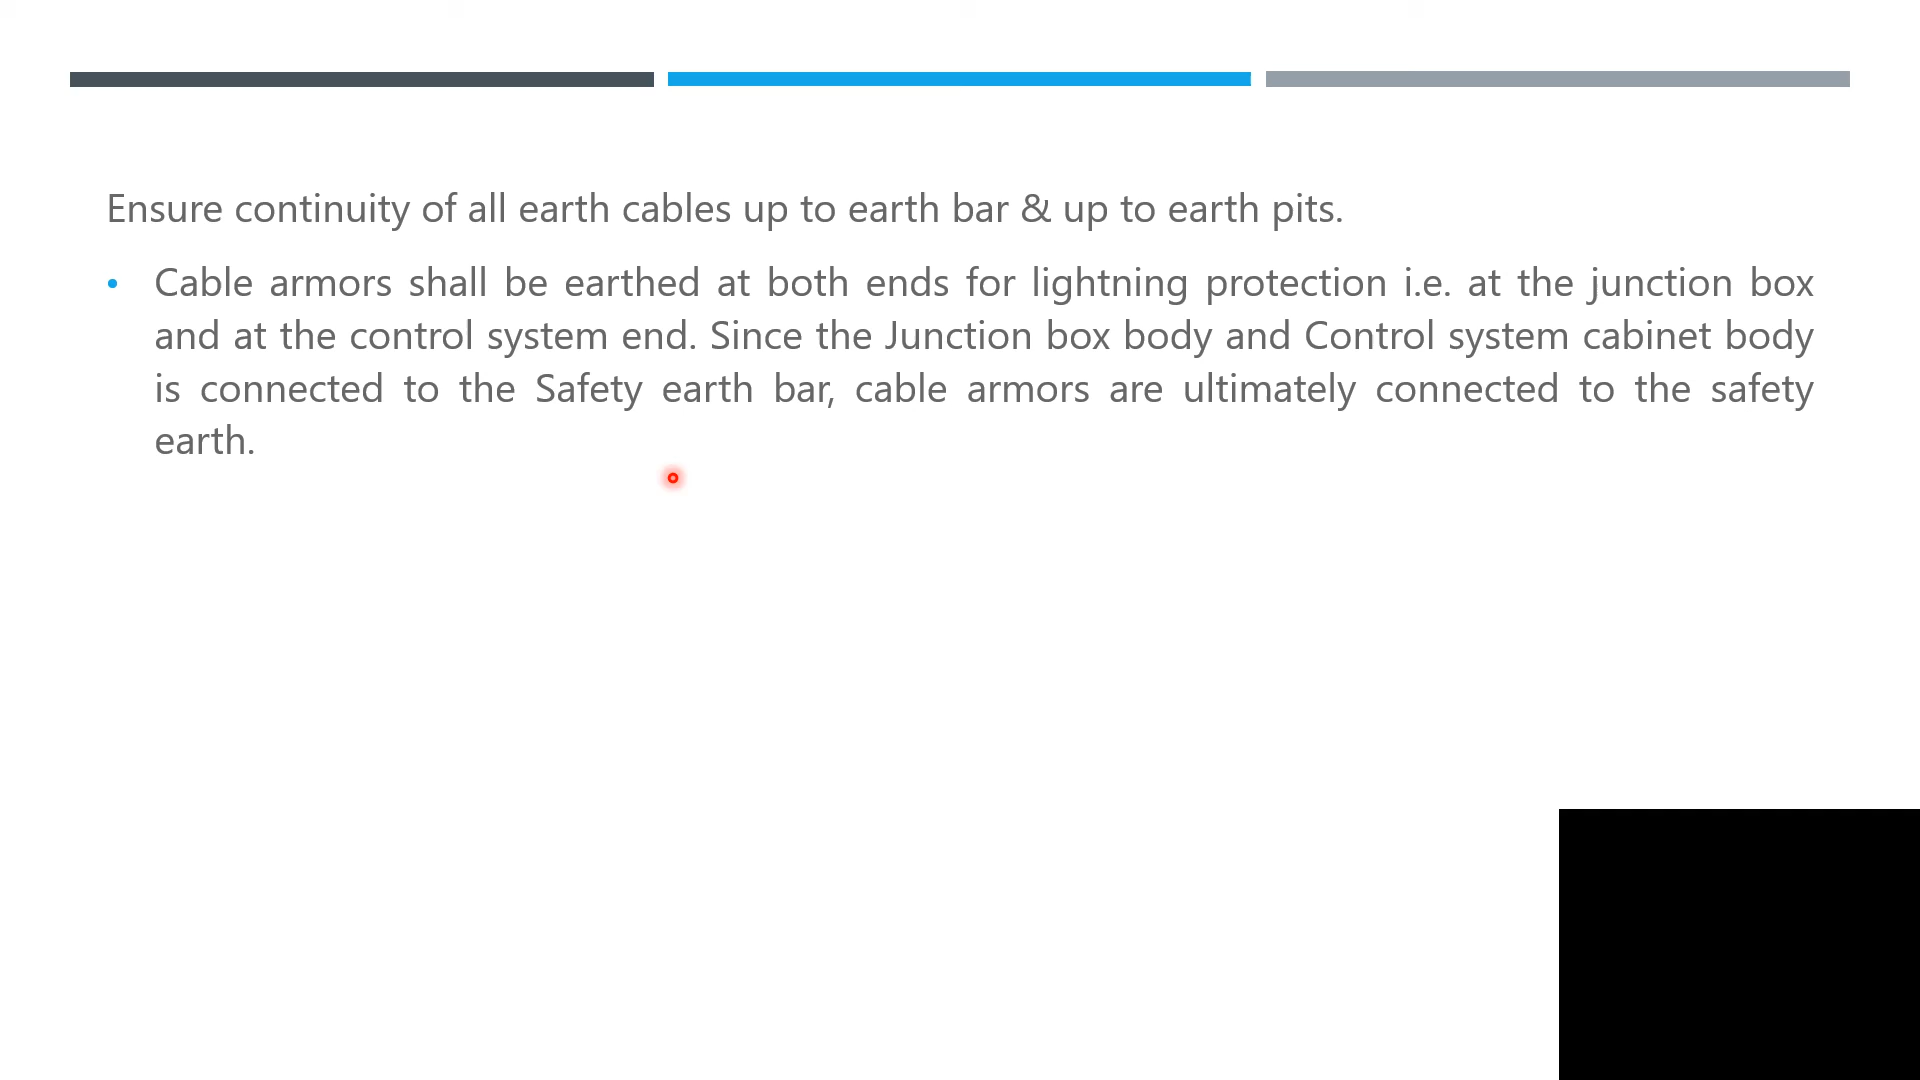 Ensure continuity of all earth cables up to earth bar & up to earth pits.
• Cable armors shall be earthed at both ends for lightning protection i.e. at the junction box
and at the control system end. Since the Junction box body and Control system cabinet body
is connected to the Safety earth bar, cable armors are ultimately connected to the safety
earth.